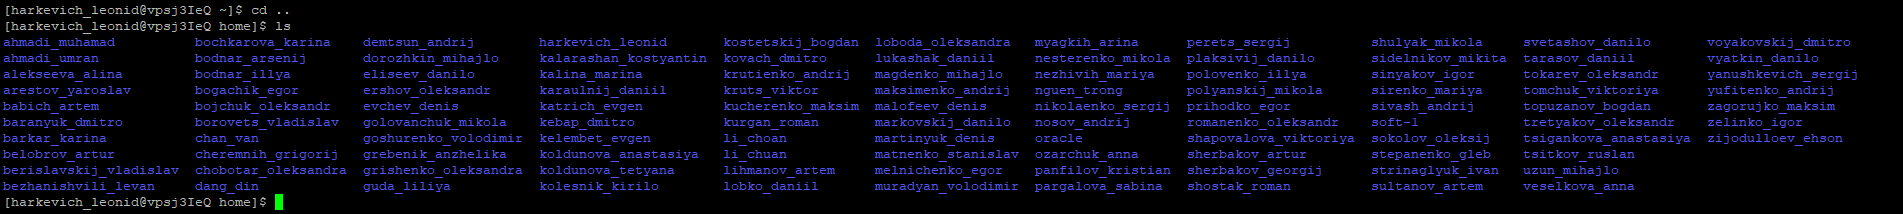 [harkevich_leonid@vpsj3IeQ ~]$ cd ..
[harkevich_leonid@vpsj3IeQ home]$ ls
ahmadi_muhamad bochkarova_karina demtsun_andrij harkevich_leonid kostetskij_bogdan loboda_oleksandra myagkih_arina perets_sergij shulyak_mikola svetashov_danilo voyakovskij_dmitro
ahmadi_umran bodnar_arsenij dorozhkin_mihajlo kalarashan_kostyantin kovach_dmitro lukashak_daniil nesterenko_mikola plaksivij_danilo sidelnikov_mikita tarasov_daniil vyatkin_danilo
alekseeva_alina bodnar_illya eliseev_danilo kalina_marina krutienko_andrij magdenko_mihajlo nezhivih_mariya polovenko_illya sinyakov_igor tokarev_oleksandr yanushkevich_sergij
arestov_yaroslav bogachik_egor ershov_oleksandr karaulnij_daniil kruts_viktor maksimenko_andrij nguen_trong polyanskij_mikola sirenko_mariya tomchuk_viktoriya yufitenko_andrij
babich_artem bojchuk_oleksandr evchev_denis katrich_evgen kucherenko_maksim malofeev_denis nikolaenko_sergij prihodko_egor sivash_andrij topuzanov_bogdan zagorujko_maksim
baranyuk_dmitro borovets_vladislav golovanchuk_mikola kebap_dmitro kurgan_roman markovskij_danilo nosov_andrij romanenko_oleksandr soft-l tretyakov_oleksandr zelinko_igor
barkar_karina chan_van goshurenko_volodimir kelembet_evgen li_choan martinyuk_denis oracle shapovalova_viktoriya sokolov_oleksij tsigankova_anastasiya zijodulloev_ehson
belobrov_artur cheremnih_grigorij grebenik_anzhelika koldunova_anastasiya li_chuan matnenko_stanislav ozarchuk_anna sherbakov_artur stepanenko_gleb tsitkov_ruslan
berislavskij_vladislav chobotar_oleksandra grishenko_oleksandra koldunova_tetyana lihmanov_artem melnichenko_egor panfilov_kristian sherbakov_georgij strinaglyuk_ivan uzun_mihajlo
bezhanishvili_levan dang_din guda_liliya kolesnik_kirilo lobko_daniil muradyan_volodimir pargalova_sabina shostak_roman sultanov_artem veselkova_anna
[harkevich_leonid@vpsj3IeQ home]$